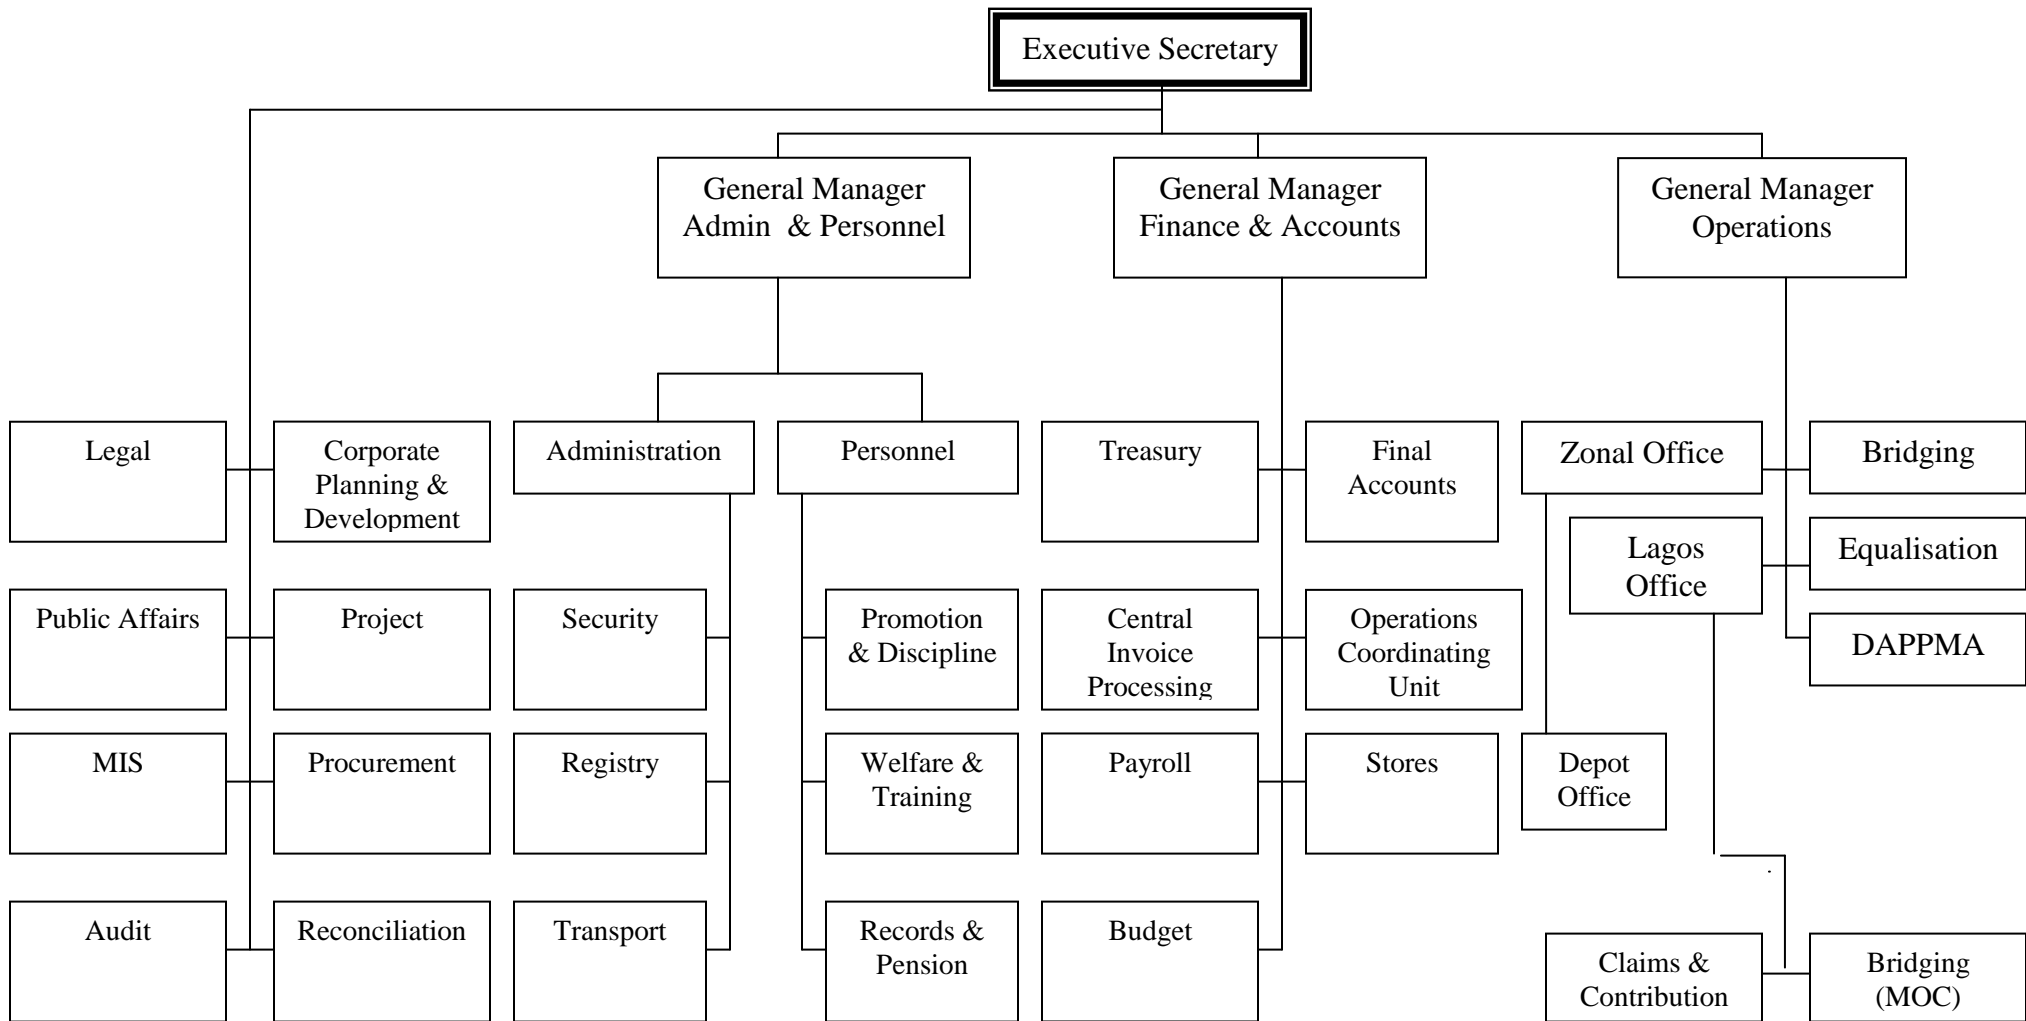 Executive Secretary
General Manager
Admin & Personnel
General Manager
Finance & Accounts
General Manager
Operations
Legal
Corporate
Planning &
Development
Administration
Personnel
Treasury
Final
Accounts
Zonal Office
Bridging
Lagos
Office
Equalisation
Public Affairs
Project
Security
Promotion
& Discipline
Central
Invoice
Processing
Operations
Coordinating
Unit
DAPPMA
MIS
Procurement
Registry
Welfare &
Training
Payroll
Stores
Depot
Office
Audit
Reconciliation
Transport
Records &
Pension
Budget
Claims &
Contribution
Bridging
(MOC)